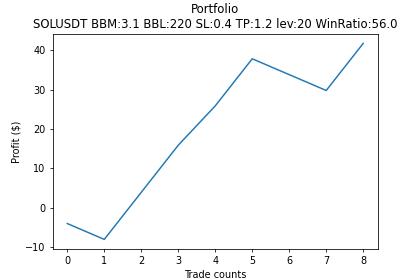 Portfolio
SOLUSDT BBM:3.1 BBL:220 SL:0.4 TP:1.2 lev:20 WinRatio:56.0
40
30
20
10
0
−10
Profit ($)
0 1 2 3 4 5 6 7 8
Trade counts